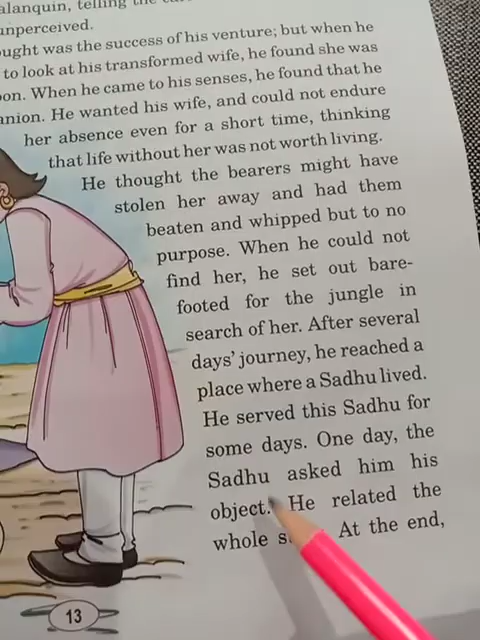 alanquin, telling the
unperceived.
ought was the success of his venture; but when he
to look at his transformed wife, he found she was
on. When he came to his senses, he found that he
anion. He wanted his wife, and could not endure
her absence even for a short time, thinking
that life without her was not worth living.
He thought the bearers might have
stolen her away and had them
beaten and whipped but to no
purpose. When he could not
find her, he set out bare-
footed for the jungle in
search of her. After several
days' journey, he reached a
place where a Sadhu lived.
He served this Sadhu for
some days. One day, the
Sadhu asked him his
object. He related the
whole At the end,
13